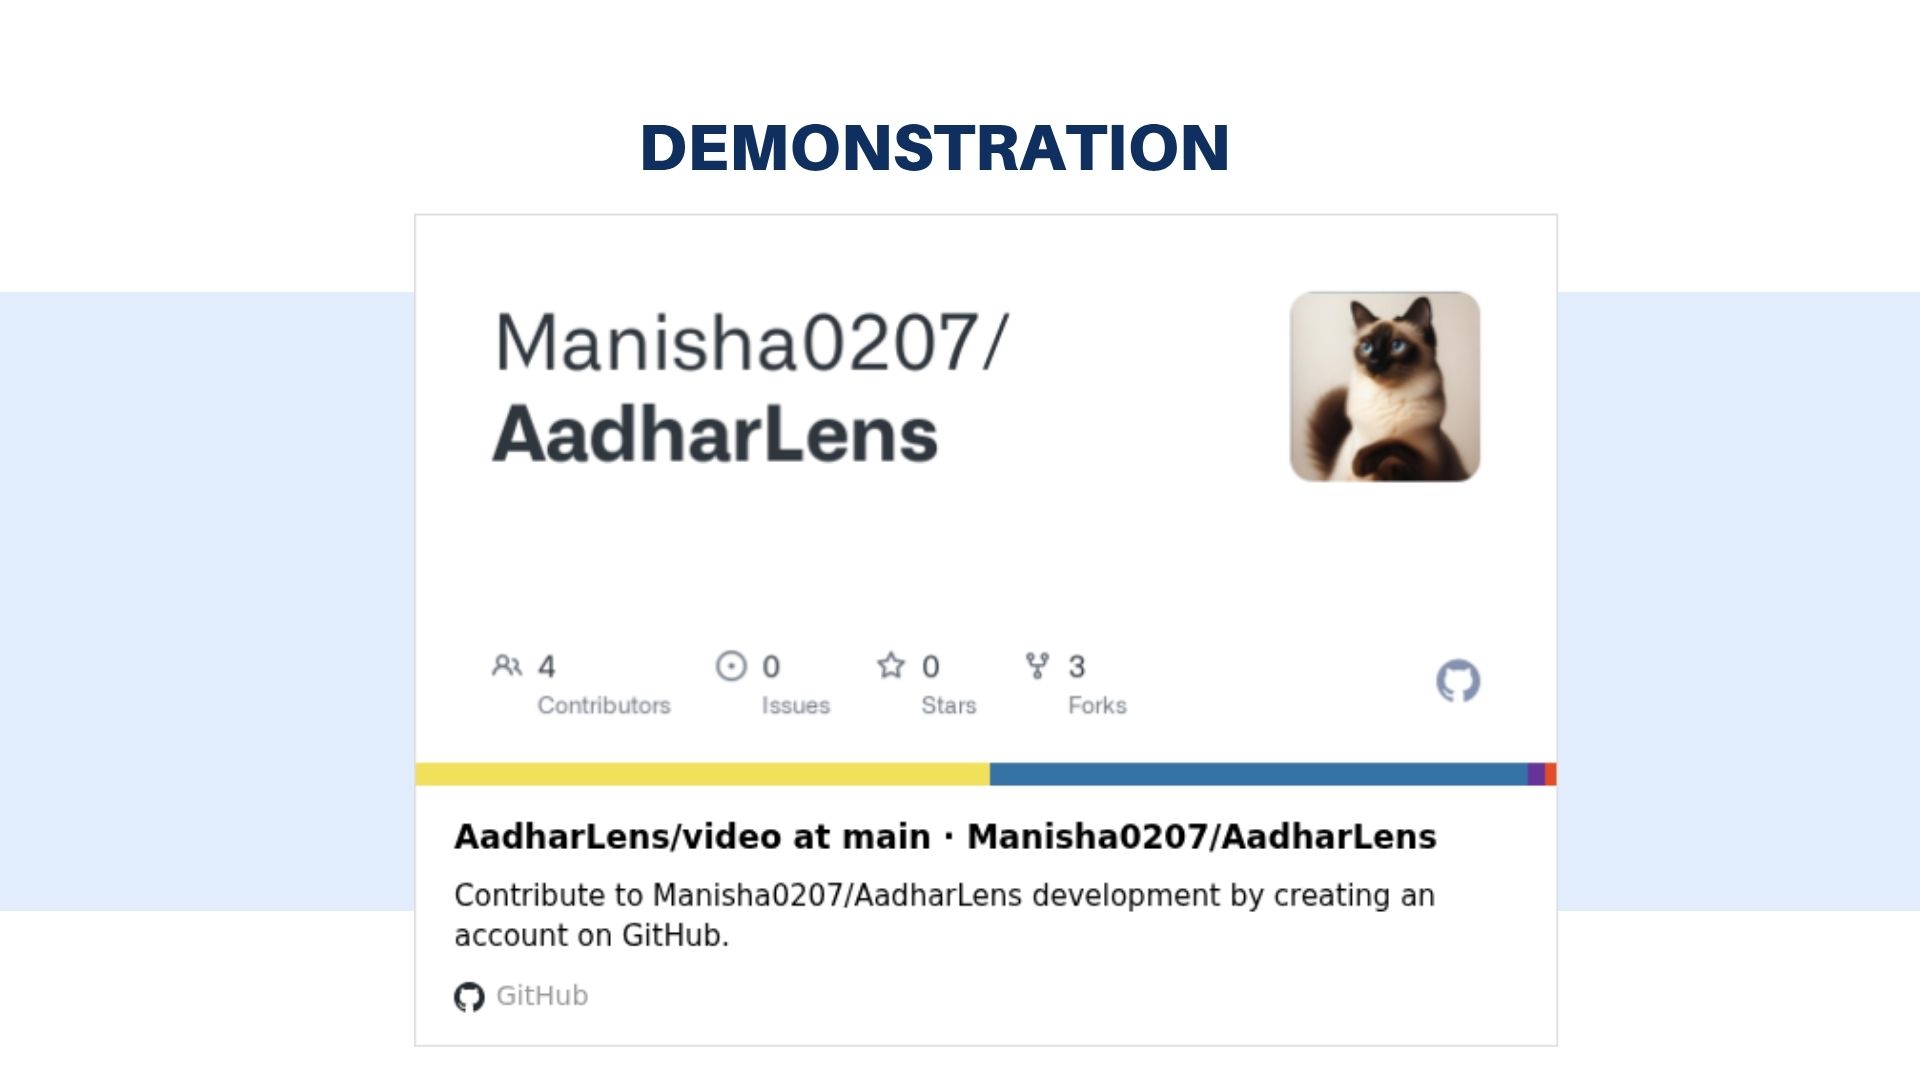 DEMONSTRATION
Manisha0207/
AadharLens
4
Contributors
0
Issues
0
Stars
3
Forks
AadharLens/video at main · Manisha0207/AadharLens
Contribute to Manisha0207/AadharLens development by creating an
account on GitHub.
GitHub